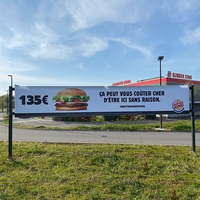 BURGER KING
135€
ÇA PEUT VOUS COÛTER CHER
D'ÊTRE ICI SANS RAISON.